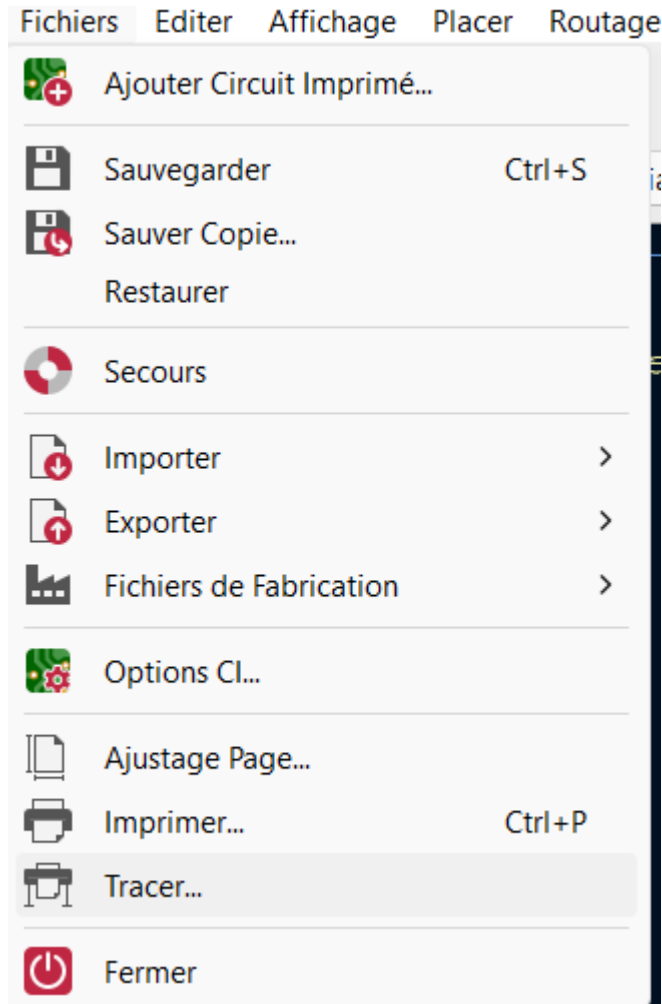 Fichiers Editer Affichage Placer Routage
Ajouter Circuit Imprimé...
Sauvegarder Ctrl+S
Sauver Copie...
Restaurer
Secours
Importer
Exporter
Fichiers de Fabrication
Options CI...
Ajustage Page...
Imprimer... Ctrl+P
Tracer...
Fermer